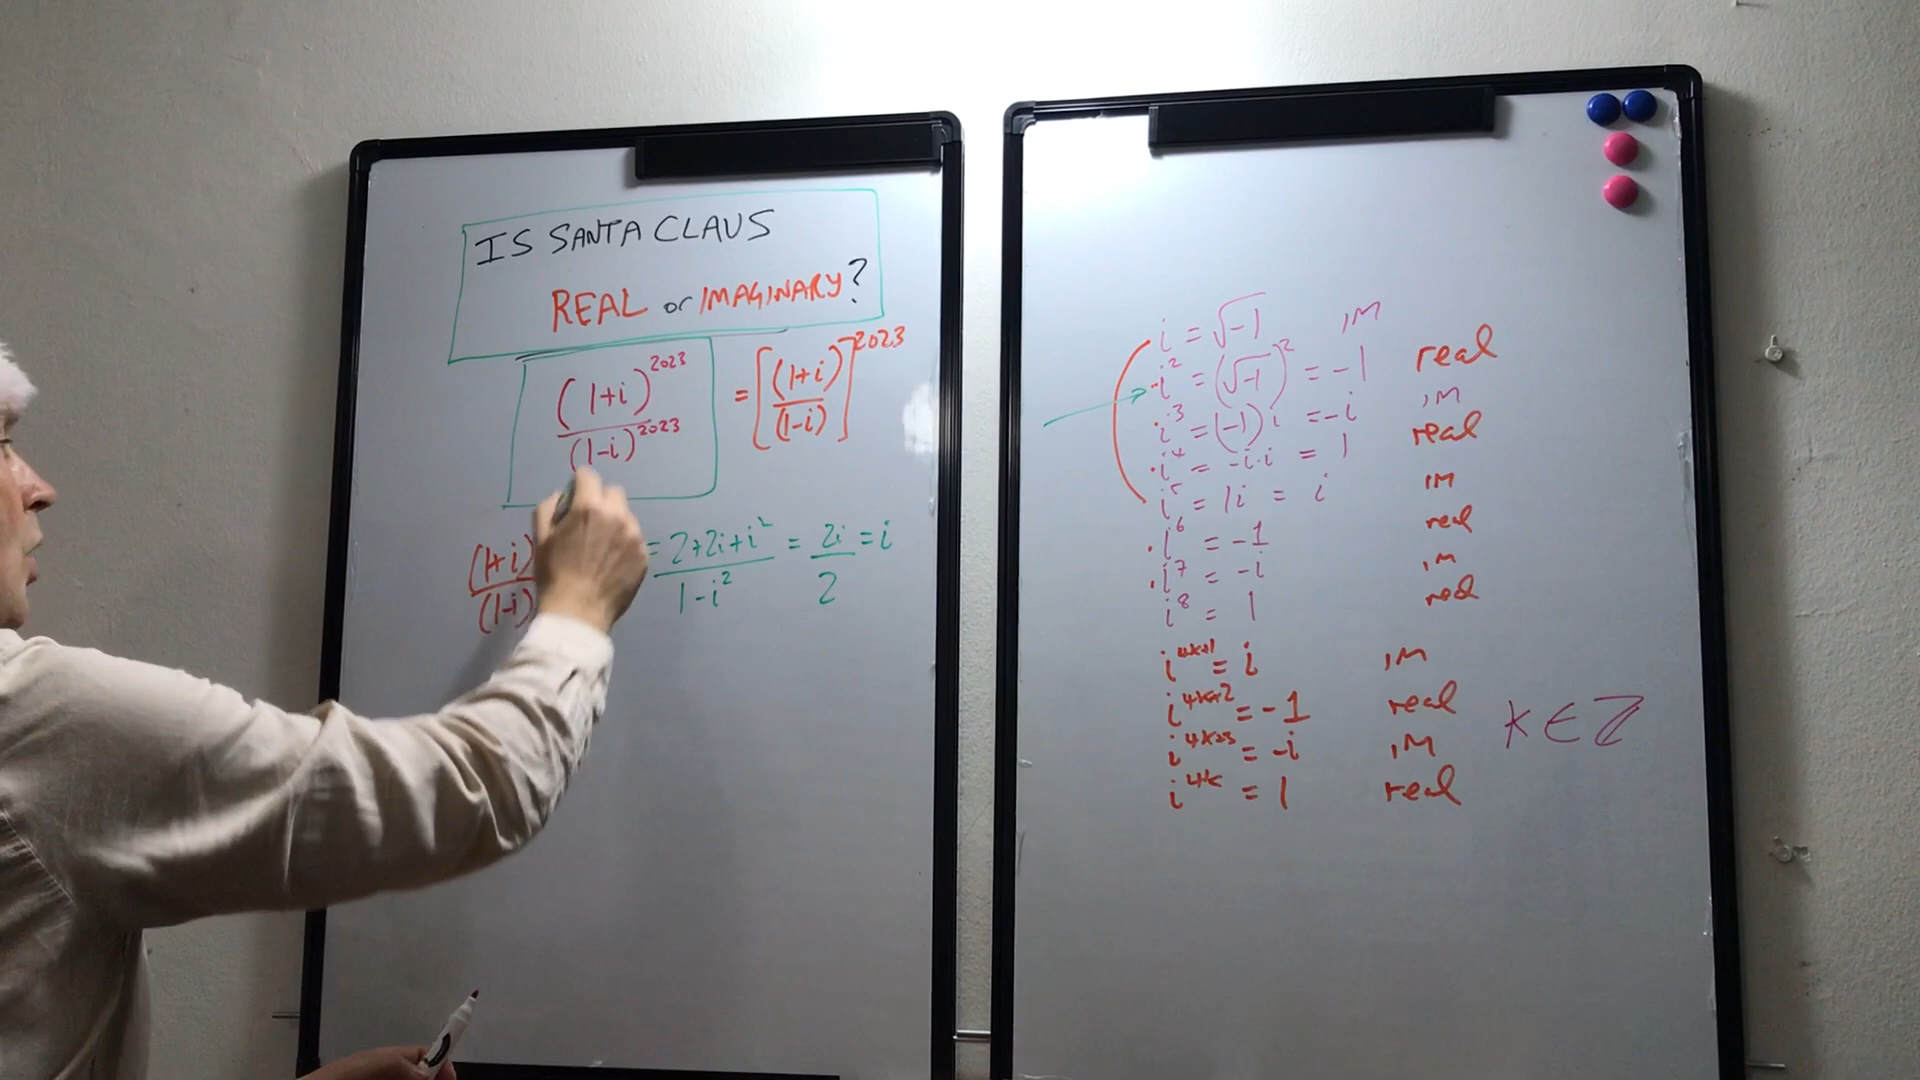 IS SANTA CLAUS
REAL or IMAGINARY?
(1+i)^2023 / (1-i)^2023 = [(1+i)/(1-i)]^2023
(1+i)/(1-i) = 2+2i+i²/1-i² = 2i/2 = i
i = √-1 IM
i² = (√-1)² = -1 real
i³ = (-1)i = -i IM
i⁴ = -i·i = 1 real
i⁵ = 1i = i IM
i⁶ = -1 real
i⁷ = -i IM
i⁸ = 1 real
i^4k+1 = i IM
i^4k+2 = -1 real
i^4k+3 = -i IM
i^4k = 1 real
K∈ℤ